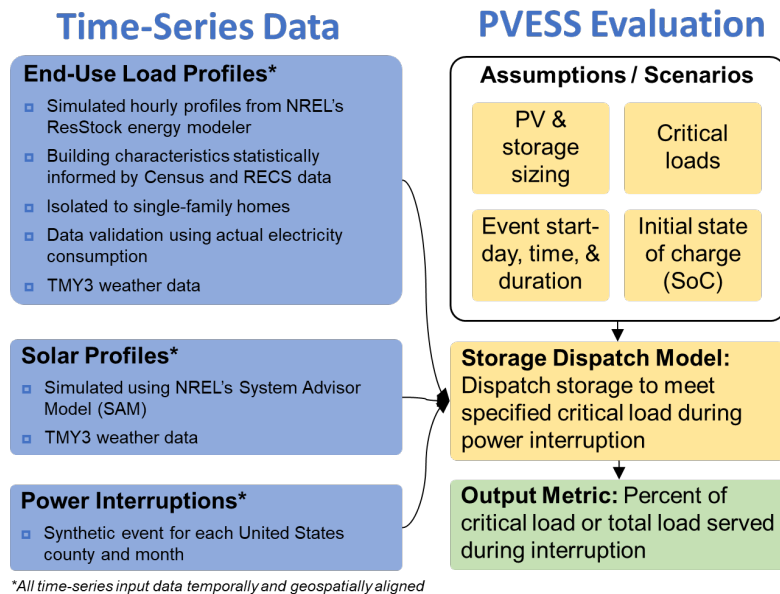 Time-Series Data
End-Use Load Profiles*
Simulated hourly profiles from NREL's
ResStock energy modeler
Building characteristics statistically
informed by Census and RECS data
Isolated to single-family homes
Data validation using actual electricity
consumption
TMY3 weather data
Solar Profiles*
Simulated using NREL's System Advisor
Model (SAM)
TMY3 weather data
Power Interruptions*
Synthetic event for each United States
county and month
*All time-series input data temporally and geospatially aligned
PVESS Evaluation
Assumptions / Scenarios
PV &
storage
sizing
Critical
loads
Event start-
day, time, &
duration
Initial state
of charge
(SoC)
Storage Dispatch Model:
Dispatch storage to meet
specified critical load during
power interruption
Output Metric: Percent of
critical load or total load served
during interruption